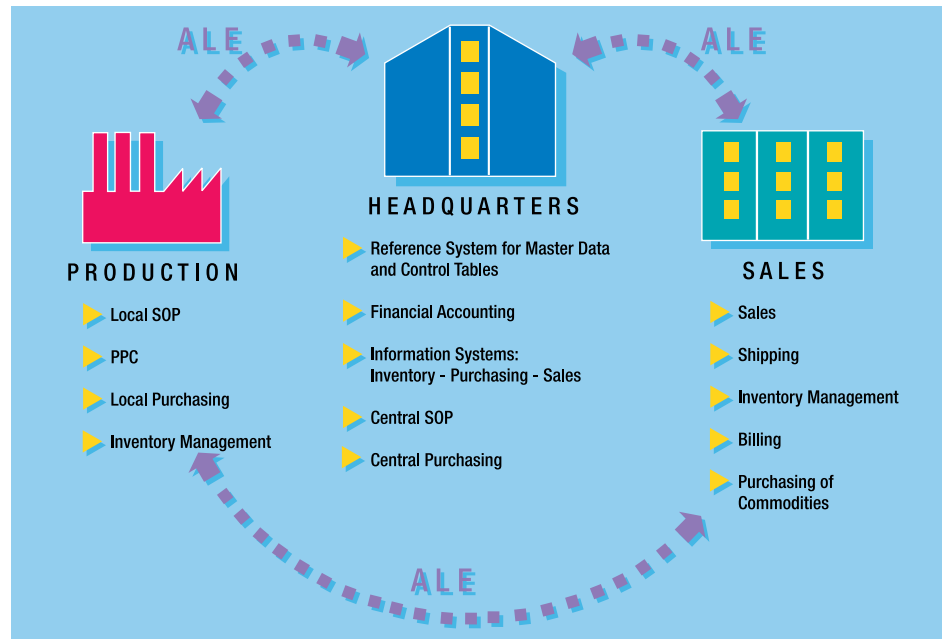 ALE
ALE
HEADQUARTERS
Reference System for Master Data
and Control Tables
Financial Accounting
Information Systems:
Inventory - Purchasing - Sales
Central SOP
Central Purchasing
PRODUCTION
Local SOP
PPC
Local Purchasing
Inventory Management
SALES
Sales
Shipping
Inventory Management
Billing
Purchasing of
Commodities
ALE